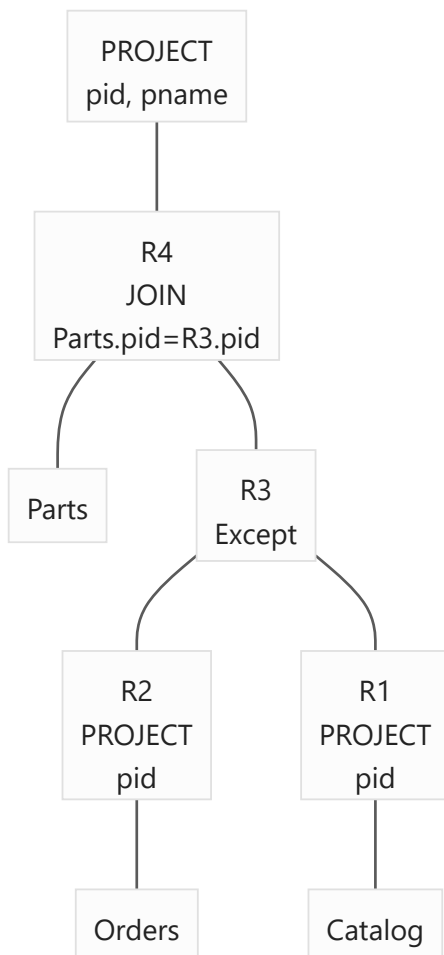 PROJECT
pid, pname
R4
JOIN
Parts.pid=R3.pid
Parts
R3
Except
R2
PROJECT
pid
R1
PROJECT
pid
Orders
Catalog